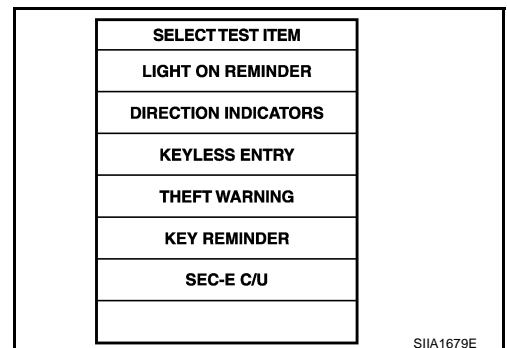 SELECT TEST ITEM
LIGHT ON REMINDER
DIRECTION INDICATORS
KEYLESS ENTRY
THEFT WARNING
KEY REMINDER
SEC-E C/U
SIIA1679E